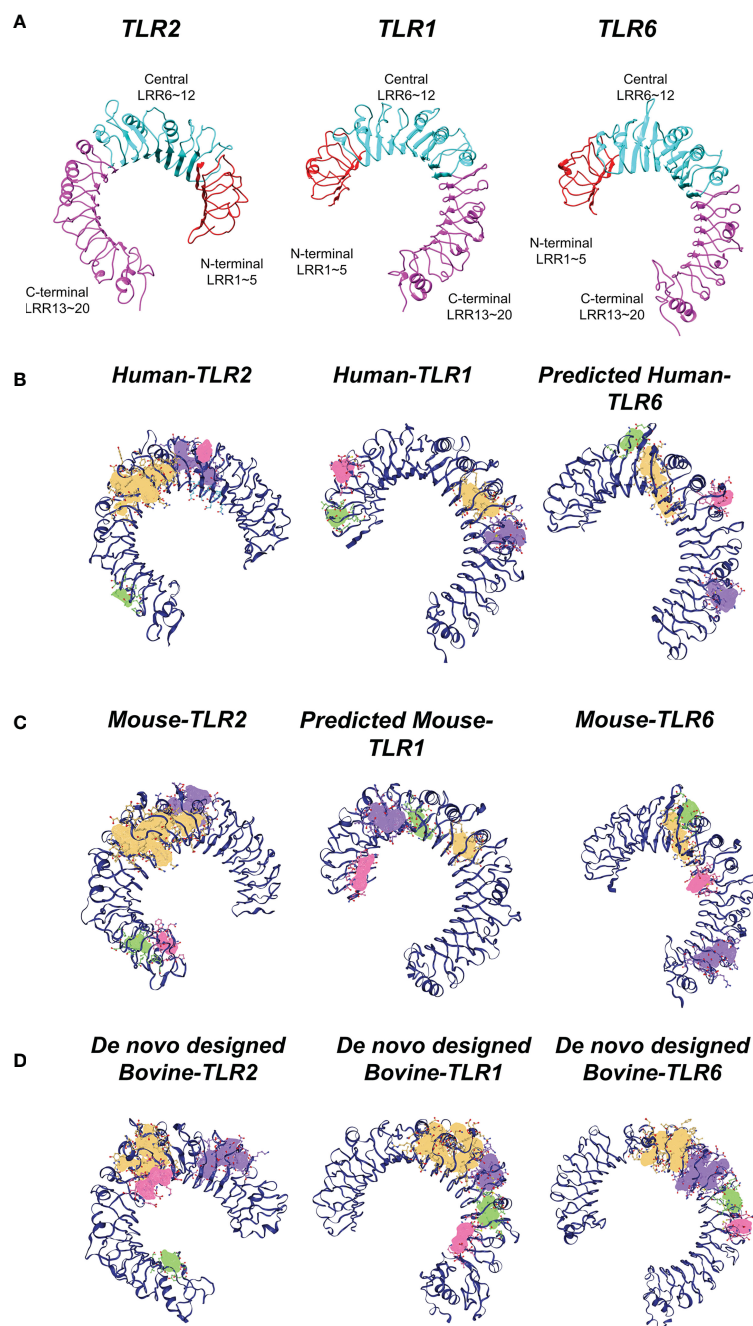 A
TLR2
TLR1
TLR6
Central
LRR6~12
Central
LRR6~12
Central
LRR6~12
N-terminal
LRR1~5
C-terminal
LRR13~20
N-terminal
LRR1~5
C-terminal
LRR13~20
N-terminal
LRR1~5
C-terminal
LRR13~20
B
Human-TLR2
Human-TLR1
Predicted Human-
TLR6
C
Mouse-TLR2
Predicted Mouse-
TLR1
Mouse-TLR6
D
De novo designed
Bovine-TLR2
De novo designed
Bovine-TLR1
De novo designed
Bovine-TLR6